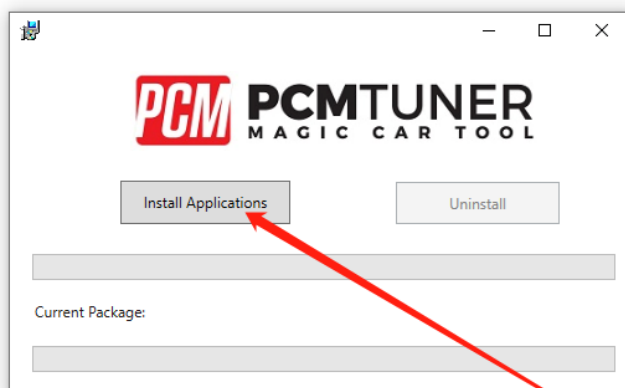 PCM PCMTUNER
MAGIC CAR TOOL
Install Applications Uninstall
Current Package: